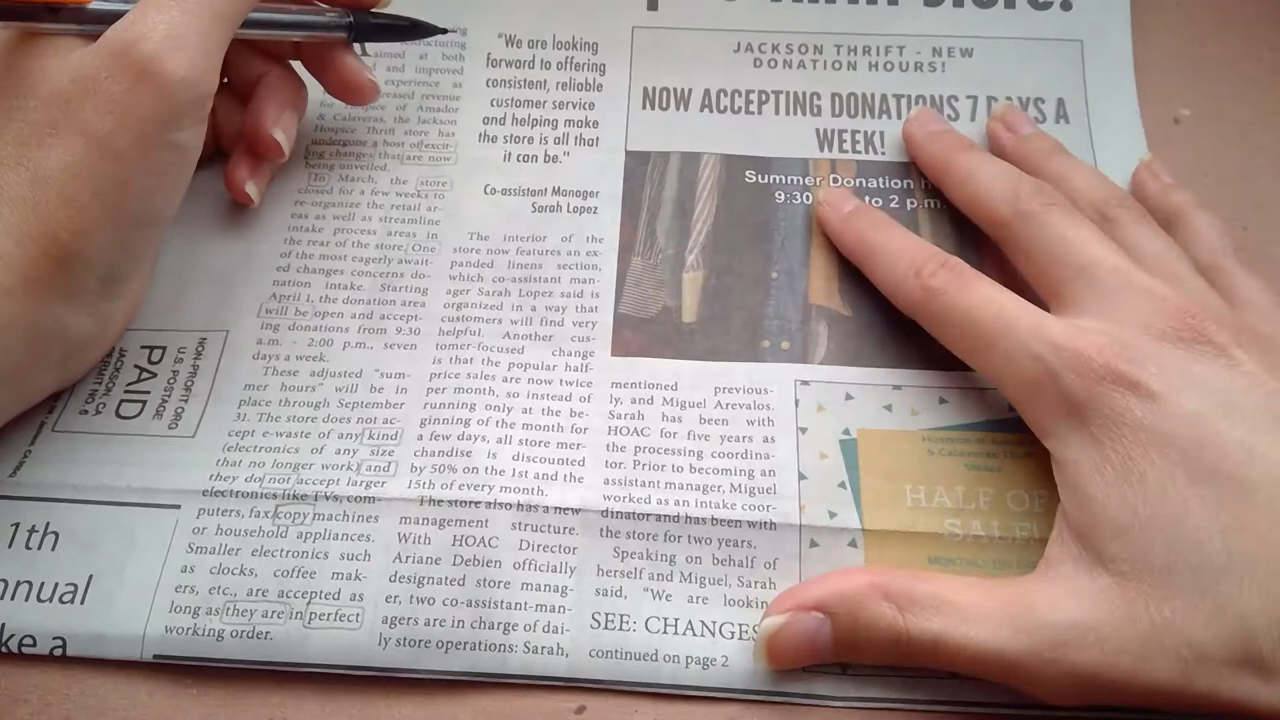 Thrift Store!
structuring
aimed at both
and improved
experience as
creased revenue
for Hospice of Amador
& Calaveras, the Jackson
Hospice Thrift store has
undergone a host of excit-
ing changes that are now
being unveiled.
In March, the store
closed for a few weeks to
re-organize the retail ar-
eas as well as streamline
intake process areas in
the rear of the store. One
of the most eagerly await-
ed changes concerns do-
nation intake. Starting
April 1, the donation area
will be open and accept-
ing donations from 9:30
a.m. - 2:00 p.m., seven
days a week.
These adjusted "sum-
mer hours" will be in
place through September
31. The store does not ac-
cept e-waste of any kind
(electronics of any size
that no longer work) and
they do not accept larger
electronics like TVs, com-
puters, fax copy machines
or household appliances.
Smaller electronics such
as clocks, coffee mak-
ers, etc., are accepted as
long as they are in perfect
working order.
"We are looking
forward to offering
consistent, reliable
customer service
and helping make
the store is all that
it can be."
Co-assistant Manager
Sarah Lopez
The interior of the
store now features an ex-
panded linens section,
which co-assistant man-
ager Sarah Lopez said is
organized in a way that
customers will find very
helpful. Another cus-
tomer-focused change
is that the popular half-
price sales are now twice
per month, so instead of
running only at the be-
ginning of the month for
a few days, all store mer-
chandise is discounted
by 50% on the 1st and the
15th of every month.
The store also has a new
management structure.
With HOAC Director
Ariane Debien officially
designated store manag-
er, two co-assistant-man-
agers are in charge of dai-
ly store operations: Sarah,
JACKSON THRIFT - NEW
DONATION HOURS!
NOW ACCEPTING DONATIONS 7 DAYS A
WEEK!
Summer Donation
9:30 to 2 p.m.
mentioned previous-
ly, and Miguel Arevalos.
Sarah has been with
HOAC for five years as
the processing coordina-
tor. Prior to becoming an
assistant manager, Miguel
worked as an intake coor-
dinator and has been with
the store for two years.
Speaking on behalf of
herself and Miguel, Sarah
said, "We are lookin
SEE: CHANGES
continued on page 2
HALF OF
SALE!
NON-PROFIT ORG
U.S. POSTAGE
PAID
JACKSON, CA
PERMIT NO 6
1th
nnual
ke a